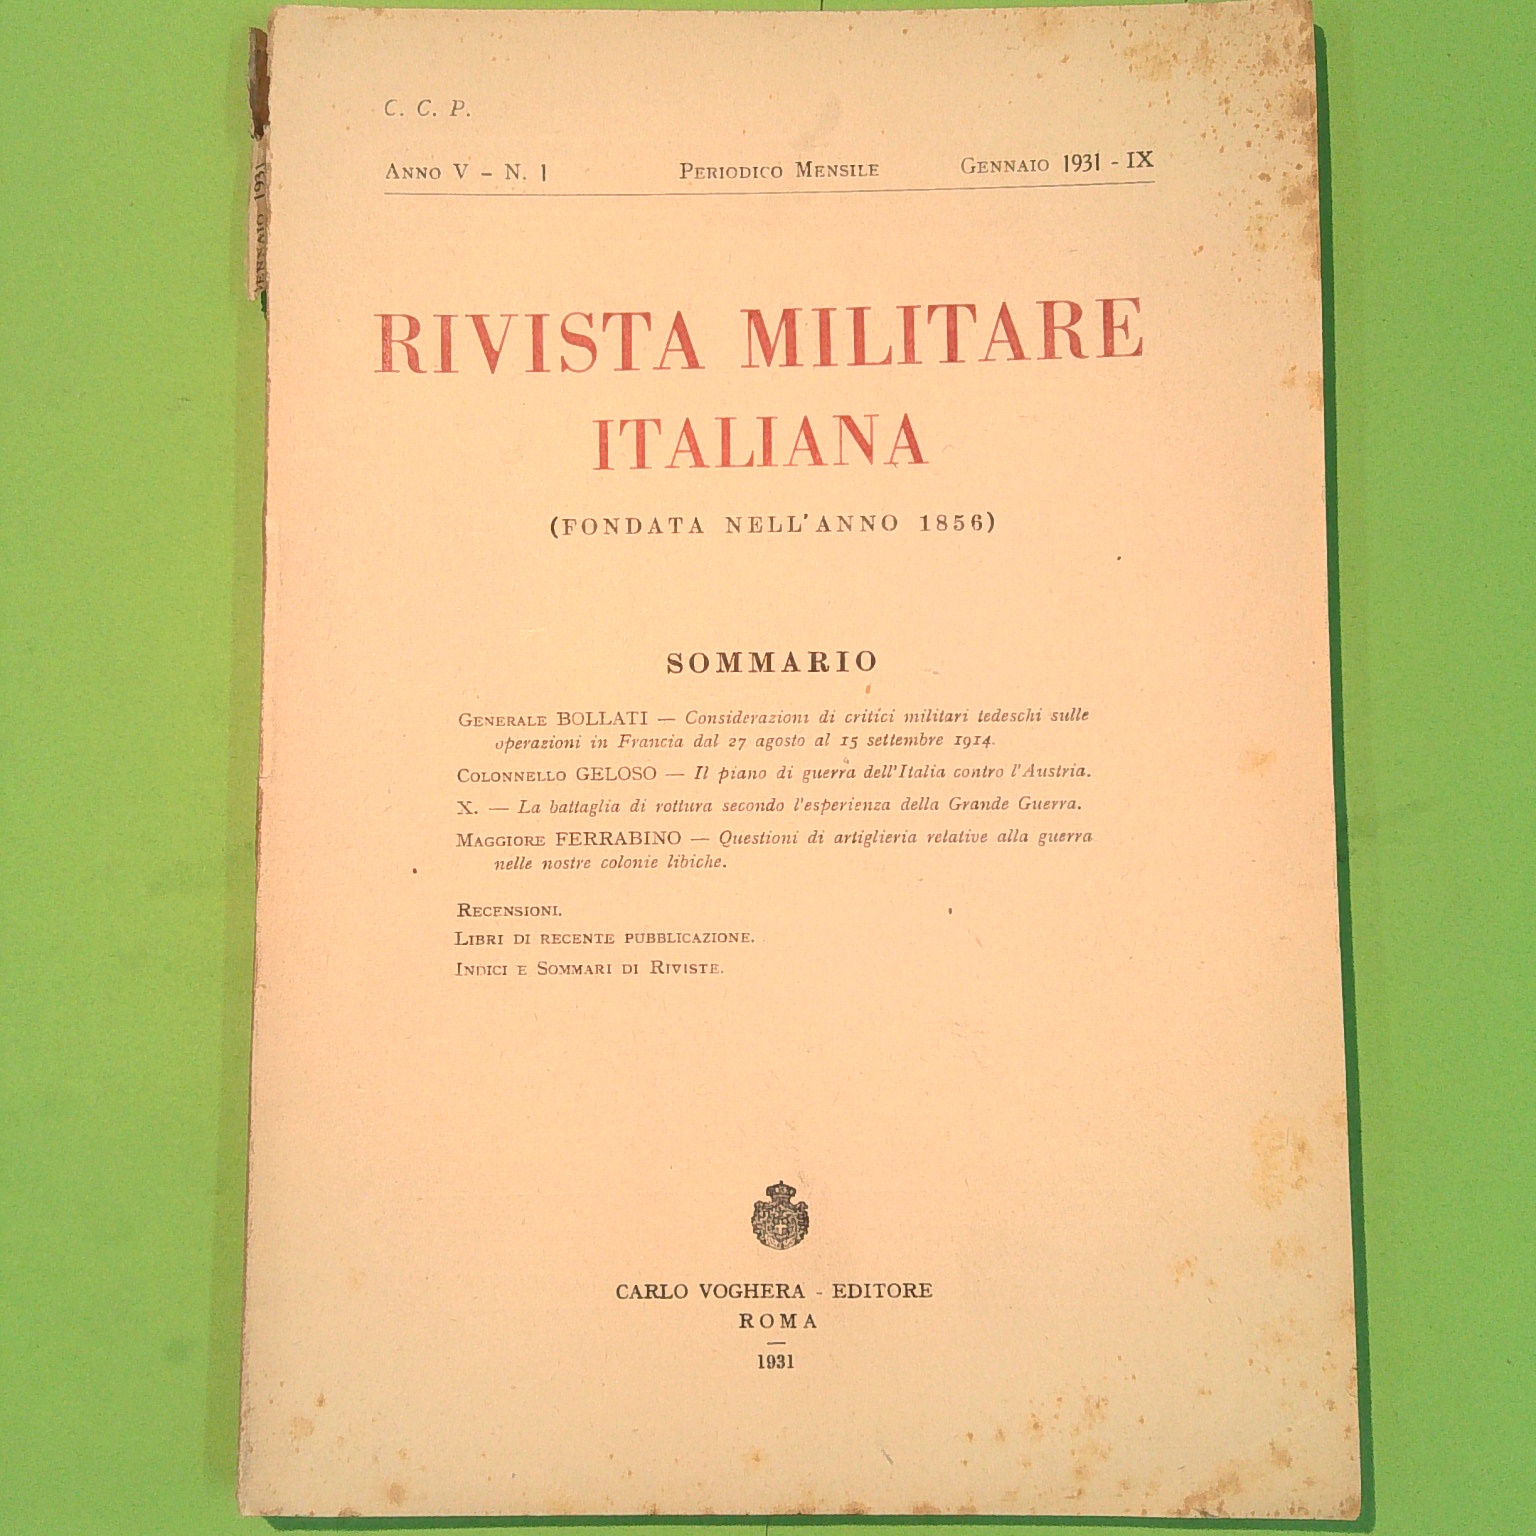 C. C. P.
ANNO V – N. 1 PERIODICO MENSILE GENNAIO 1931 - IX
RIVISTA MILITARE
ITALIANA
(FONDATA NELL'ANNO 1856)
SOMMARIO
GENERALE BOLLATI — Considerazioni di critici militari tedeschi sulle
operazioni in Francia dal 27 agosto al 15 settembre 1914.
COLONNELLO GELOSO — Il piano di guerra dell'Italia contro l'Austria.
X. — La battaglia di rottura secondo l'esperienza della Grande Guerra.
MAGGIORE FERRABINO — Questioni di artiglieria relative alla guerra
nelle nostre colonie libiche.
RECENSIONI.
LIBRI DI RECENTE PUBBLICAZIONE.
INDICI E SOMMARI DI RIVISTE.
CARLO VOGHERA - EDITORE
ROMA
1931
ENNAIO 1931